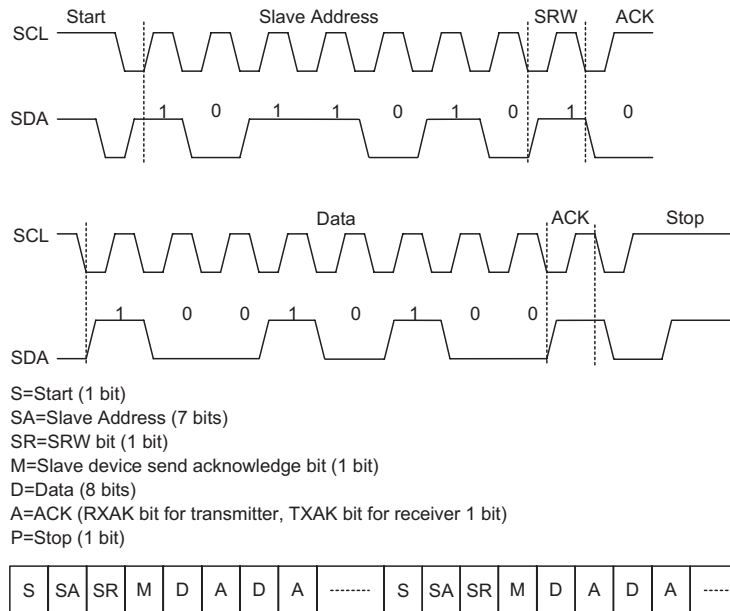 Start Slave Address SRW ACK
SCL
1 0 1 1 0 1 0 1 0
SDA
Data ACK Stop
SCL
1 0 0 1 0 1 0 0
SDA
S=Start (1 bit)
SA=Slave Address (7 bits)
SR=SRW bit (1 bit)
M=Slave device send acknowledge bit (1 bit)
D=Data (8 bits)
A=ACK (RXAK bit for transmitter, TXAK bit for receiver 1 bit)
P=Stop (1 bit)
S SA SR M D A D A ........ S SA SR M D A D A .....